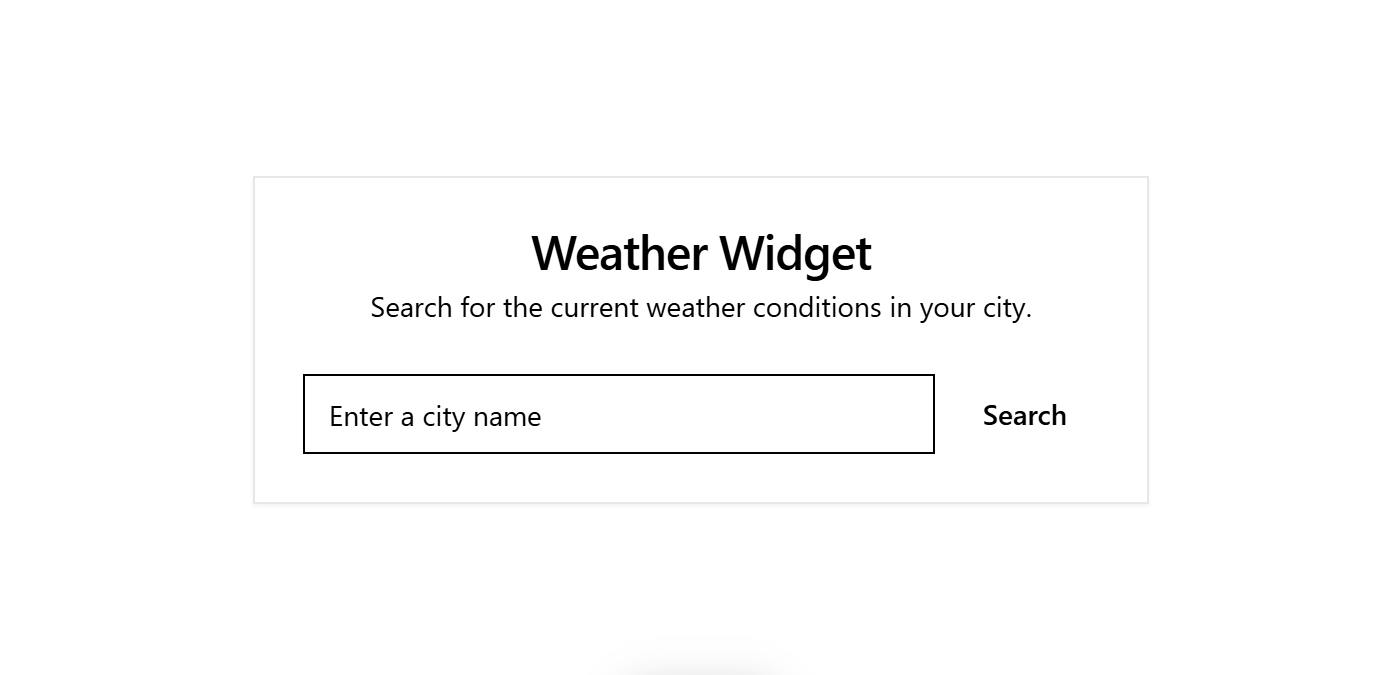 Weather Widget
Search for the current weather conditions in your city.
Enter a city name
Search